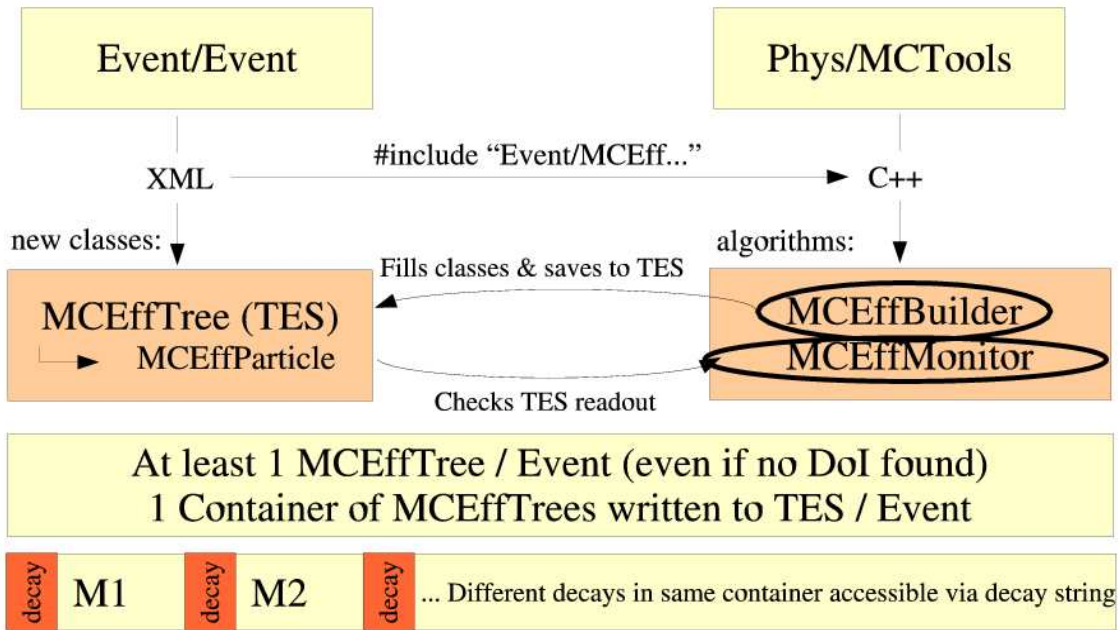 Event/Event
Phys/MCTools
#include “Event/MCEff...”
XML
C++
new classes:
algorithms:
Fills classes & saves to TES
MCEffTree (TES)
MCEffBuilder
MCEffParticle
MCEffMonitor
Checks TES readout
At least 1 MCEffTree / Event (even if no DoI found)
1 Container of MCEffTrees written to TES / Event
decay M1 decay M2 decay ... Different decays in same container accessible via decay string